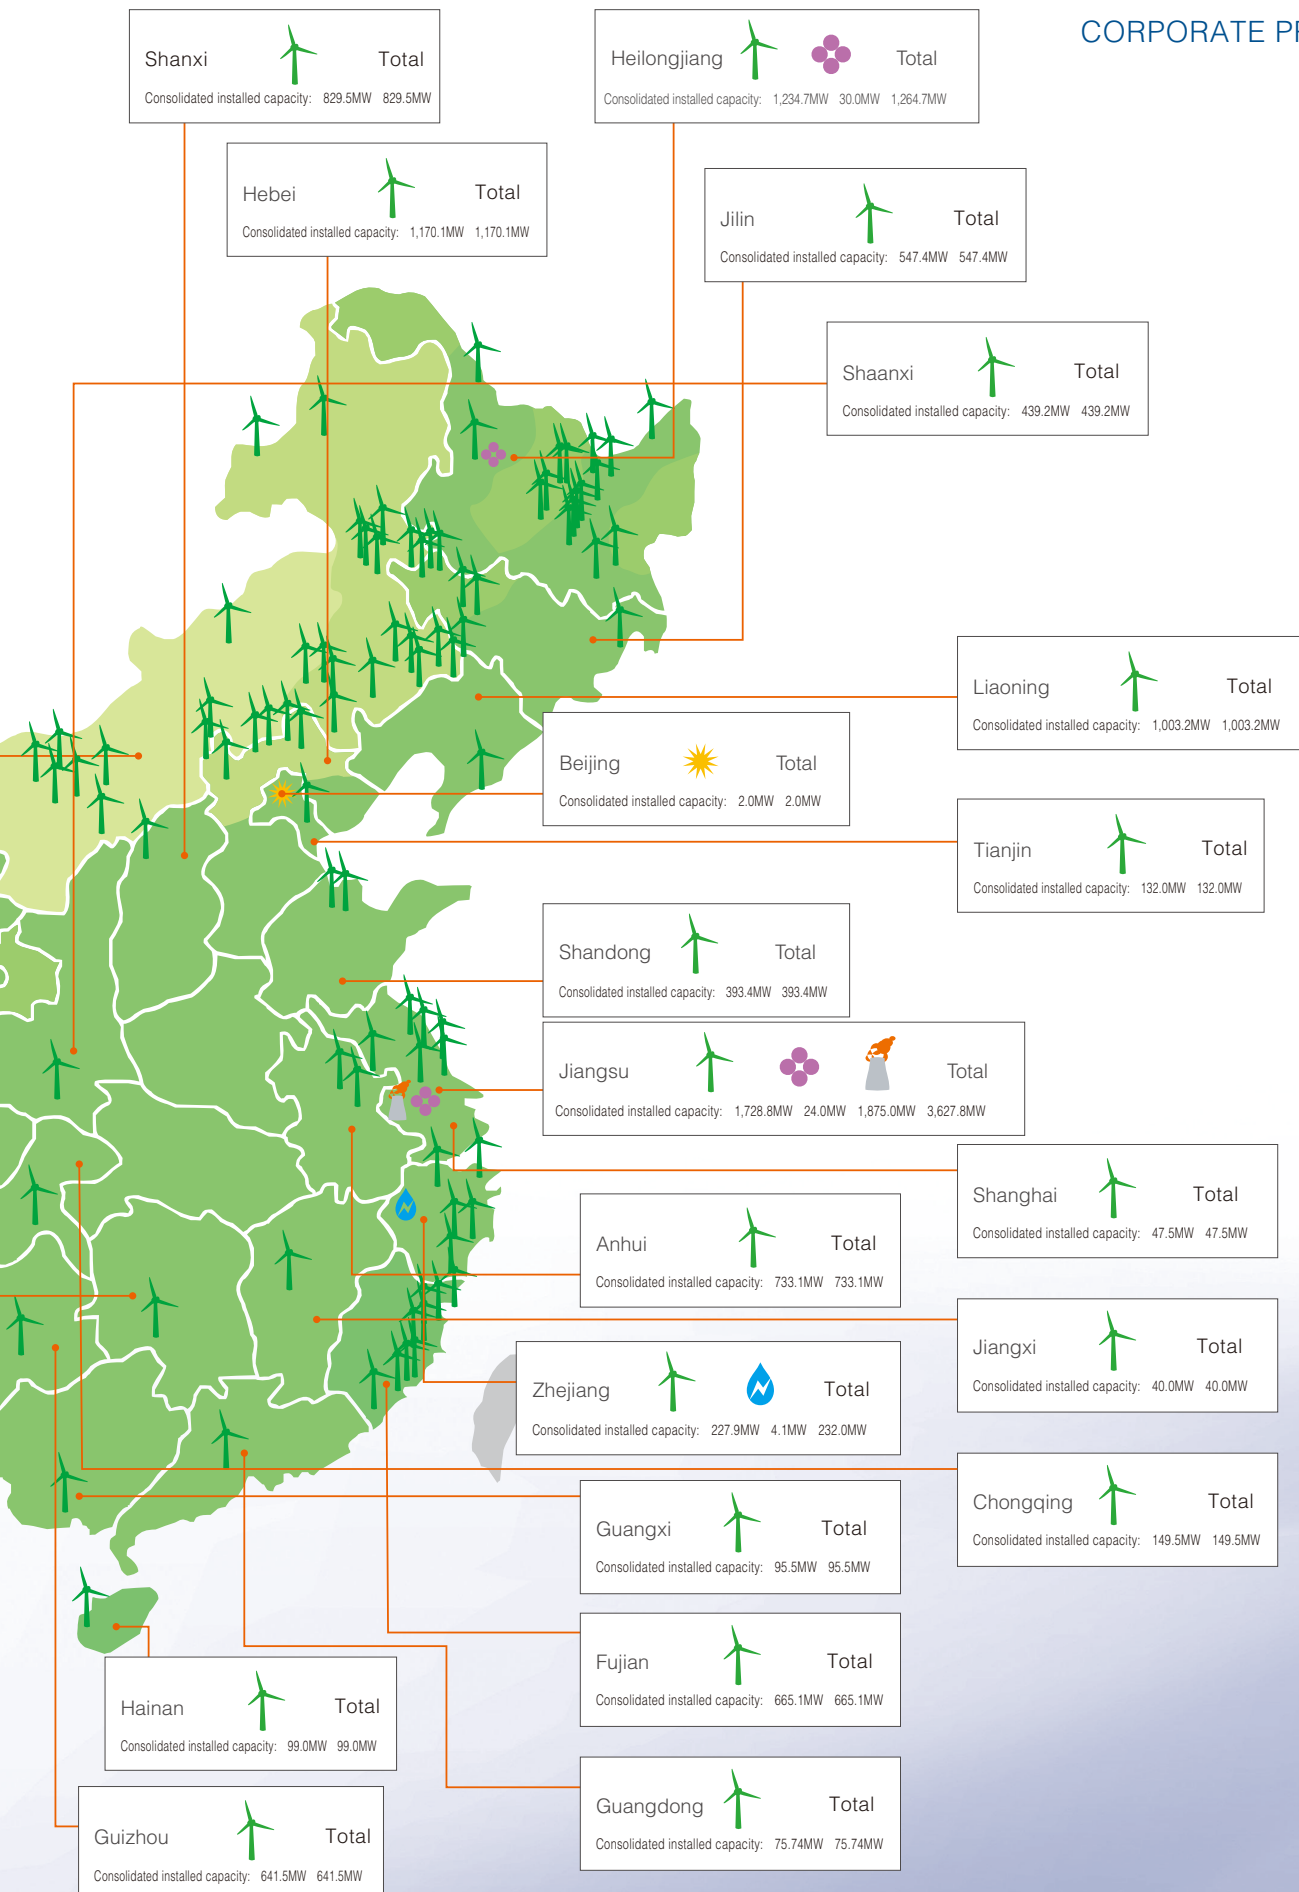 CORPORATE PR
Shanxi Total
Consolidated installed capacity: 829.5MW 829.5MW
Heilongjiang Total
Consolidated installed capacity: 1,234.7MW 30.0MW 1,264.7MW
Hebei Total
Consolidated installed capacity: 1,170.1MW 1,170.1MW
Jilin Total
Consolidated installed capacity: 547.4MW 547.4MW
Shaanxi Total
Consolidated installed capacity: 439.2MW 439.2MW
Liaoning Total
Consolidated installed capacity: 1,003.2MW 1,003.2MW
Beijing Total
Consolidated installed capacity: 2.0MW 2.0MW
Tianjin Total
Consolidated installed capacity: 132.0MW 132.0MW
Shandong Total
Consolidated installed capacity: 393.4MW 393.4MW
Jiangsu Total
Consolidated installed capacity: 1,728.8MW 24.0MW 1,875.0MW 3,627.8MW
Shanghai Total
Consolidated installed capacity: 47.5MW 47.5MW
Anhui Total
Consolidated installed capacity: 733.1MW 733.1MW
Jiangxi Total
Consolidated installed capacity: 40.0MW 40.0MW
Zhejiang Total
Consolidated installed capacity: 227.9MW 4.1MW 232.0MW
Chongqing Total
Consolidated installed capacity: 149.5MW 149.5MW
Guangxi Total
Consolidated installed capacity: 95.5MW 95.5MW
Fujian Total
Consolidated installed capacity: 665.1MW 665.1MW
Hainan Total
Consolidated installed capacity: 99.0MW 99.0MW
Guangdong Total
Consolidated installed capacity: 75.74MW 75.74MW
Guizhou Total
Consolidated installed capacity: 641.5MW 641.5MW